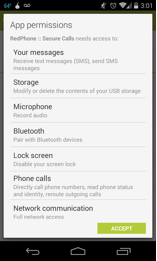 64° 3:01
App permissions
RedPhone :: Secure Calls needs access to:
Your messages
Receive text messages (SMS), send SMS
messages
Storage
Modify or delete the contents of your USB storage
Microphone
Record audio
Bluetooth
Pair with Bluetooth devices
Lock screen
Disable your screen lock
Phone calls
Directly call phone numbers, read phone status
and identity, reroute outgoing calls
Network communication
Full network access
ACCEPT